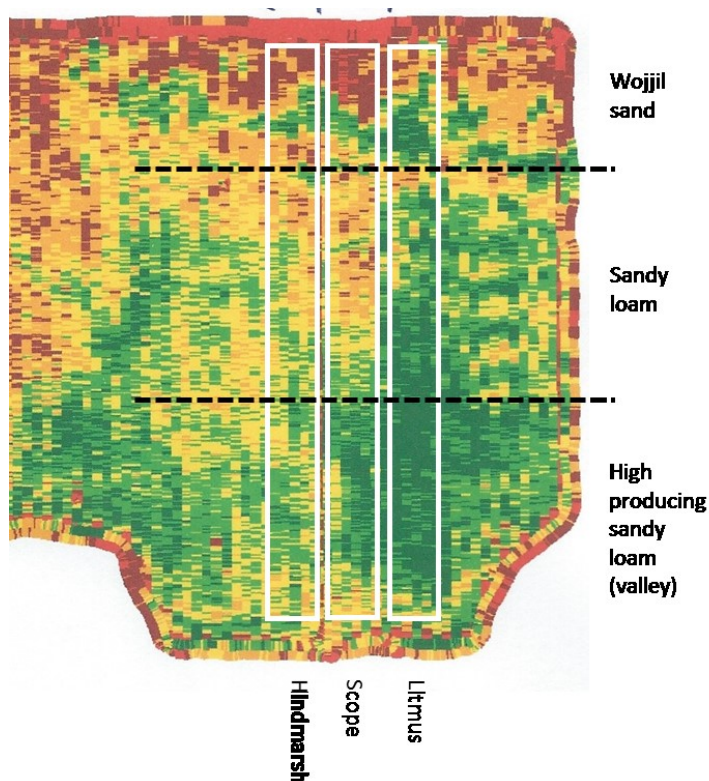 Wojjil
sand
Sandy
loam
High
producing
sandy
loam
(valley)
Hindmarsh
Scope
Litmus